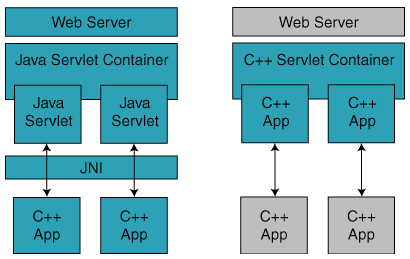 Web Server
Java Servlet Container
Java
Servlet
Java
Servlet
JNI
C++
App
C++
App
Web Server
C++ Servlet Container
C++
App
C++
App
C++
App
C++
App